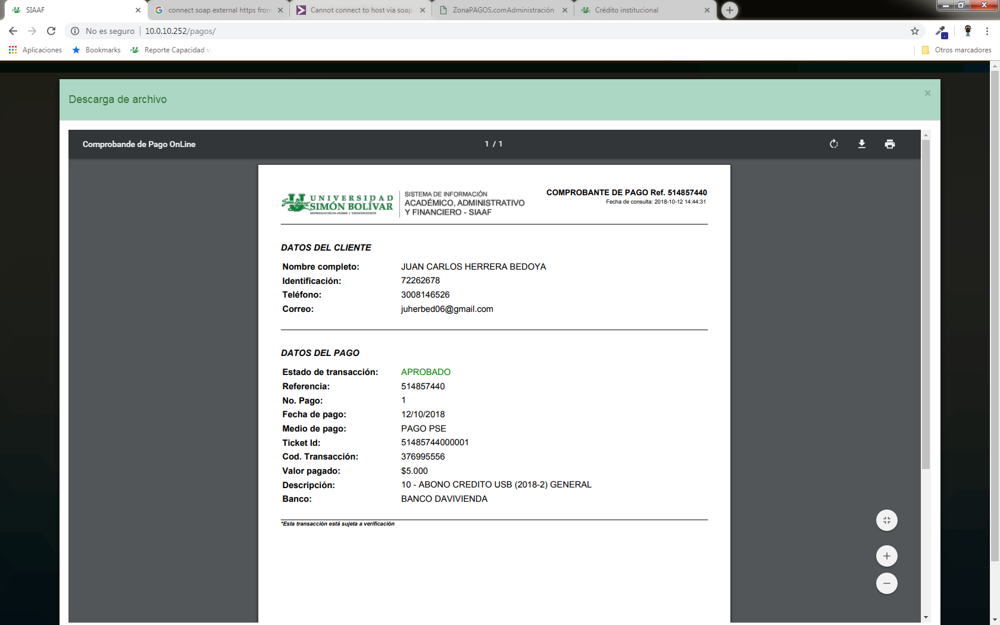 SIAAF
connect soap external https from
Cannot connect to host via soap
ZonaPAGOS.comAdministración
Crédito institucional
No es seguro
10.0.10.252/pagos/
Aplicaciones
Bookmarks
Reporte Capacidad vs
Otros marcadores
Descarga de archivo
Comprobande de Pago OnLine
1 / 1
UNIVERSIDAD
SIMÓN BOLÍVAR
SISTEMA DE INFORMACIÓN
ACADÉMICO, ADMINISTRATIVO
Y FINANCIERO - SIAAF
COMPROBANTE DE PAGO Ref. 514857440
Fecha de consulta: 2018-10-12 14:44:31
DATOS DEL CLIENTE
Nombre completo: JUAN CARLOS HERRERA BEDOYA
Identificación: 72262678
Teléfono: 3008146526
Correo: juherbed06@gmail.com
DATOS DEL PAGO
Estado de transacción: APROBADO
Referencia: 514857440
No. Pago: 1
Fecha de pago: 12/10/2018
Medio de pago: PAGO PSE
Ticket Id: 51485744000001
Cod. Transacción: 376995556
Valor pagado: $5.000
Descripción: 10 - ABONO CREDITO USB (2018-2) GENERAL
Banco: BANCO DAVIVIENDA
*Esta transacción está sujeta a verificación